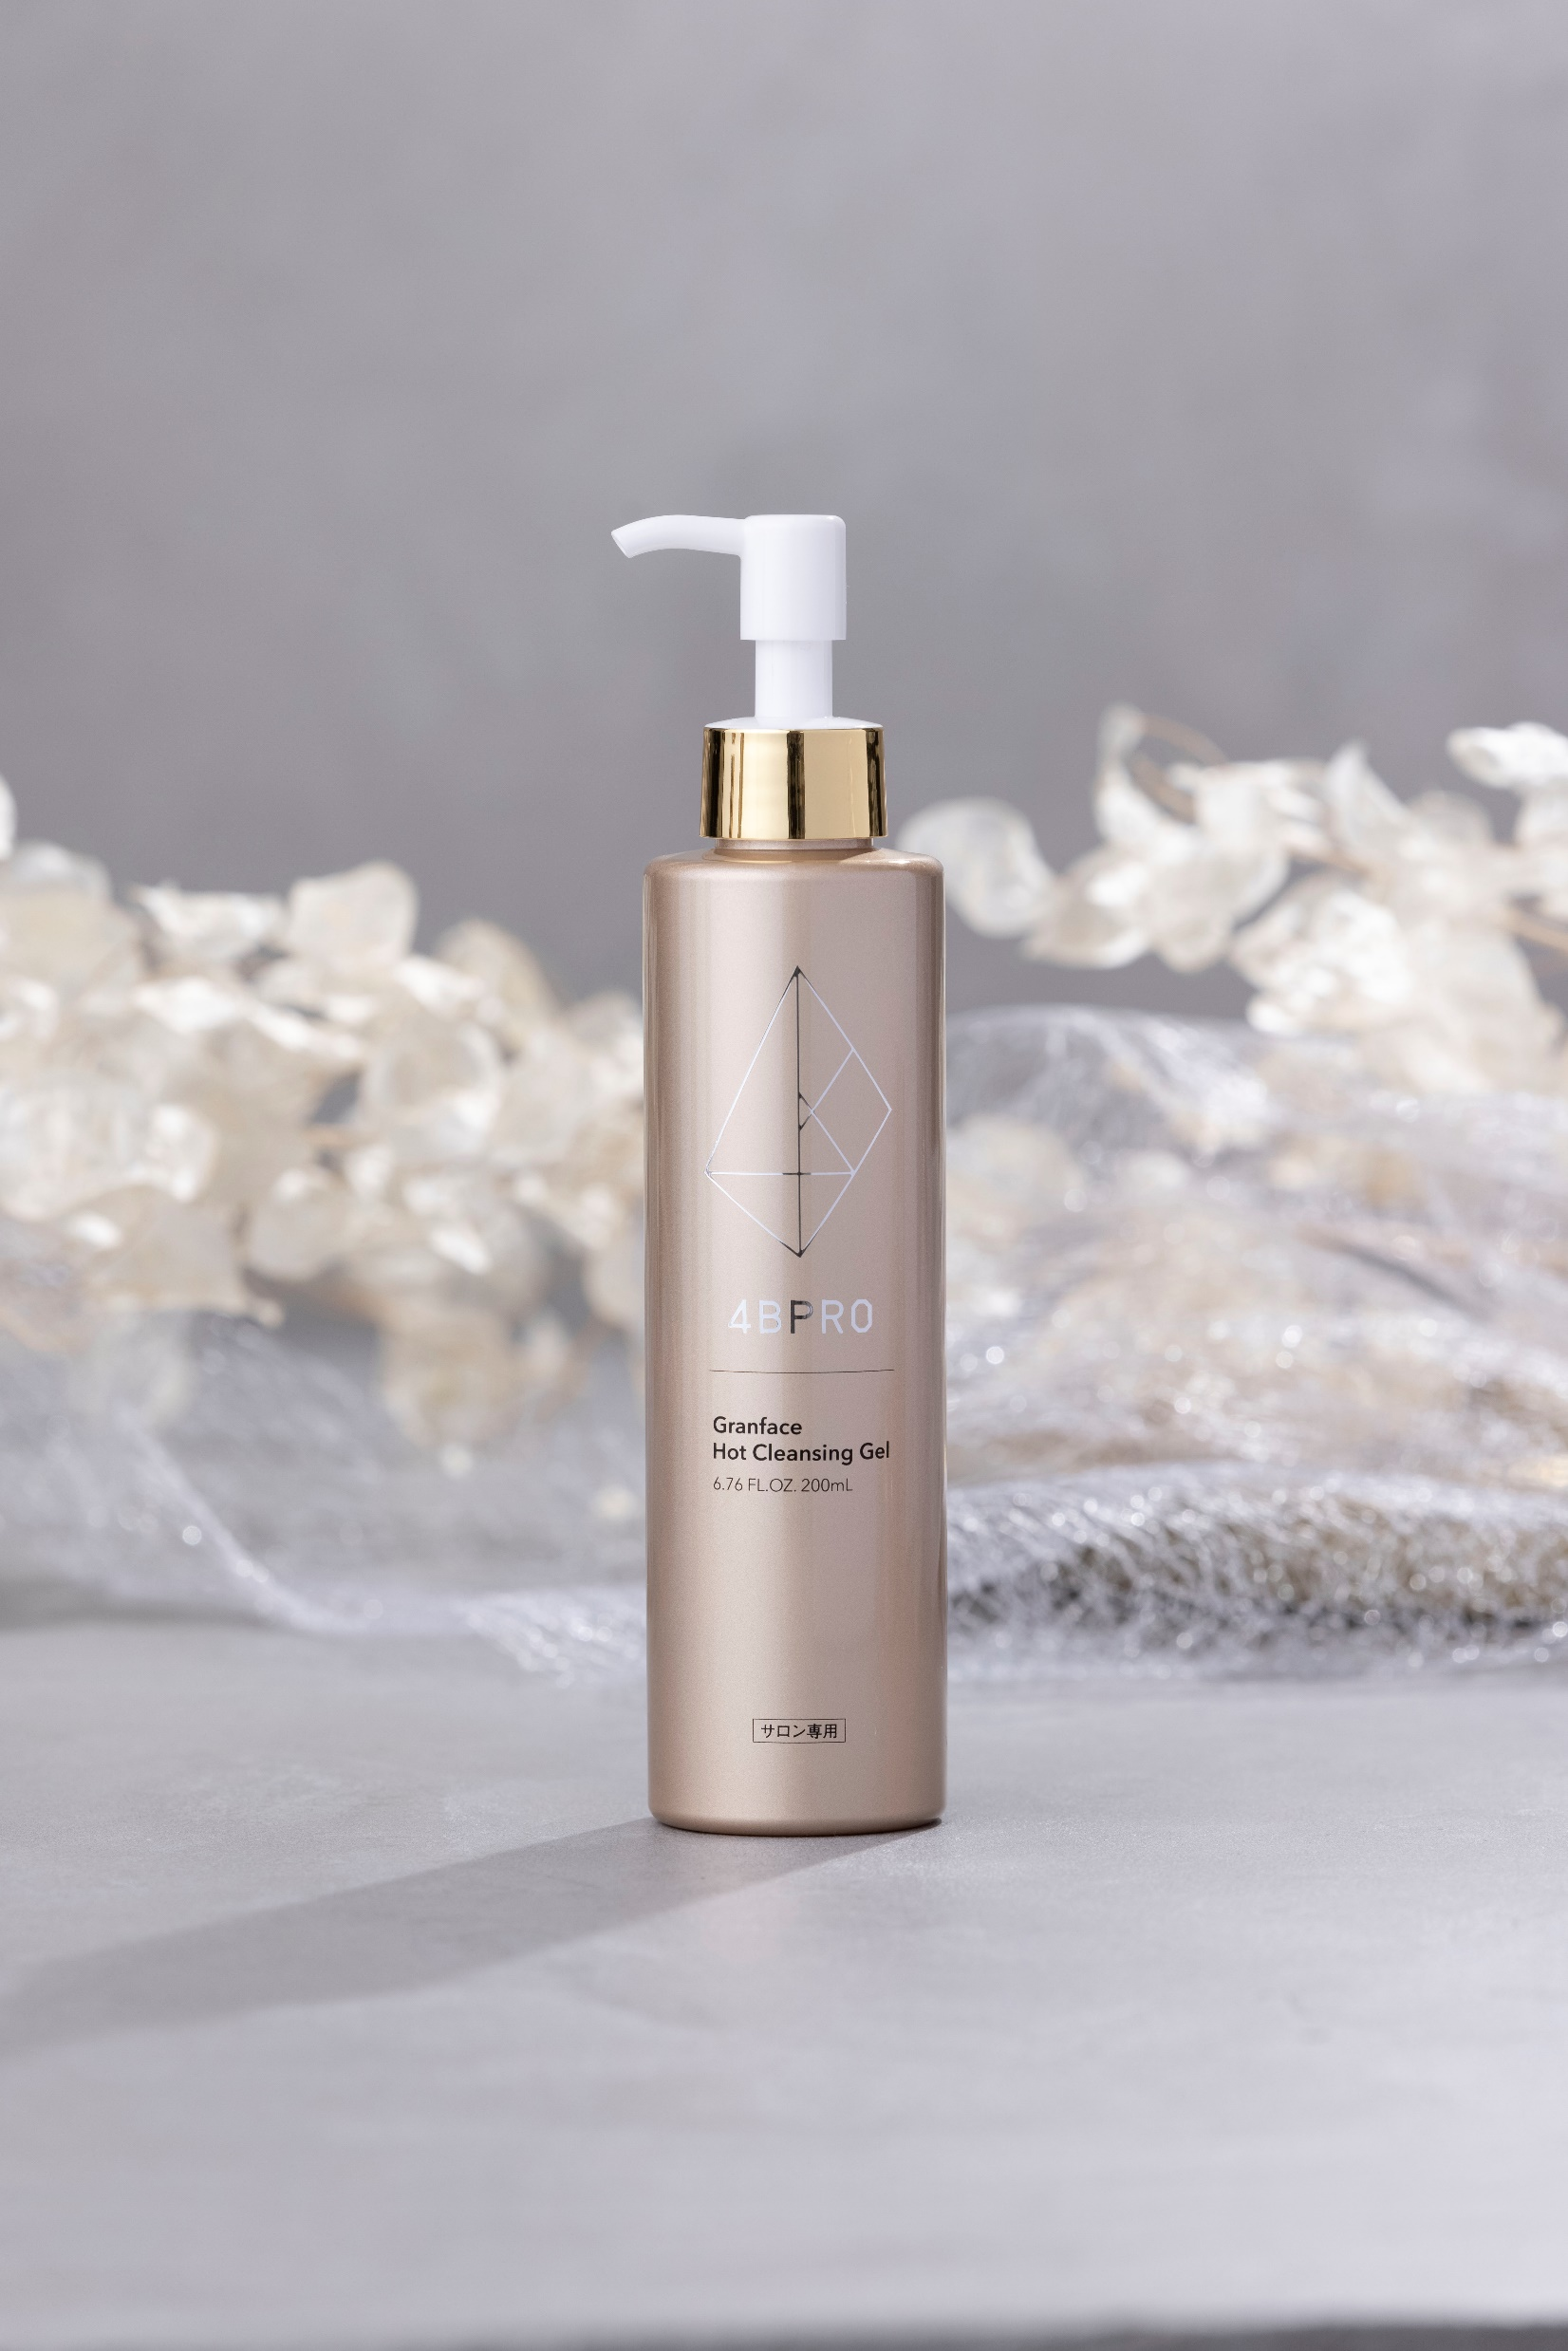 4BPRO
Granface
Hot Cleansing Gel
6.76 FL.OZ. 200mL
サロン専用